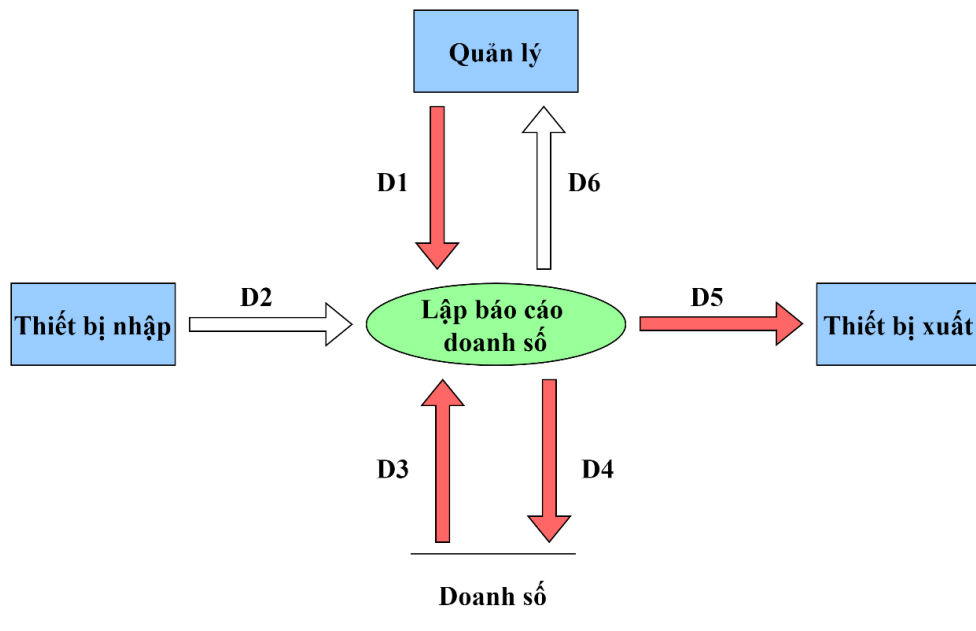 Quản lý
D1
D6
D2
D5
Thiết bị nhập
Lập báo cáo
doanh số
Thiết bị xuất
D3
D4
Doanh số